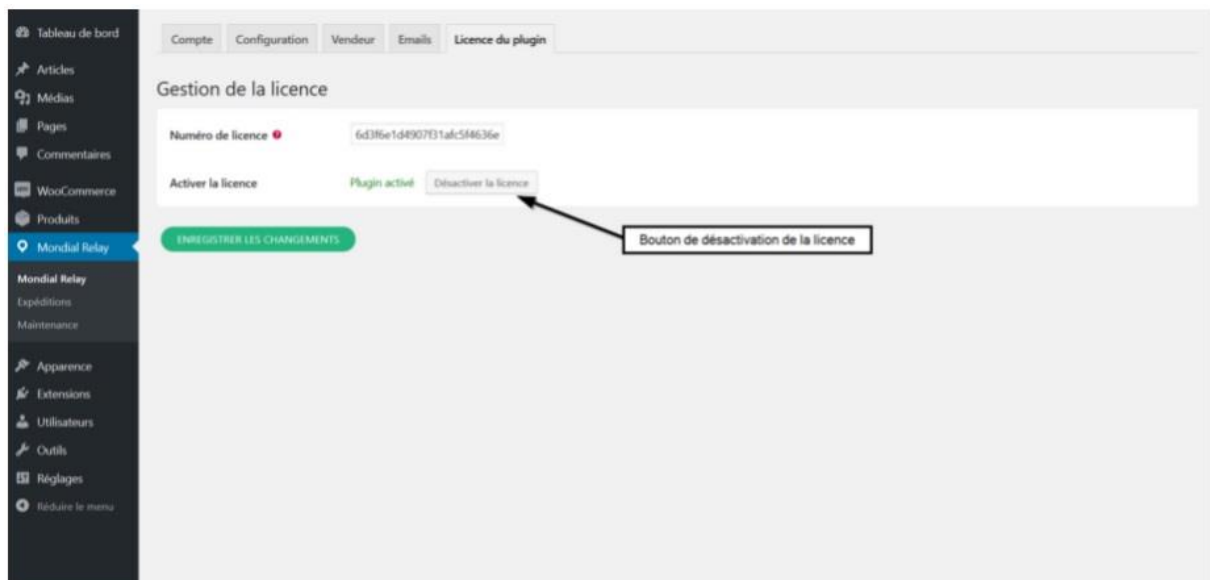 Tableau de bord
Articles
Médias
Pages
Commentaires
WooCommerce
Produits
Mondial Relay
Mondial Relay
Expéditions
Maintenance
Apparence
Extensions
Utilisateurs
Outils
Réglages
Réduire le menu
Compte Configuration Vendeur Emails Licence du plugin
Gestion de la licence
Numéro de licence 6d3f6e1d4907f31afc5f4636e
Activer la licence Plugin activé Désactiver la licence
ENREGISTRER LES CHANGEMENTS
Bouton de désactivation de la licence